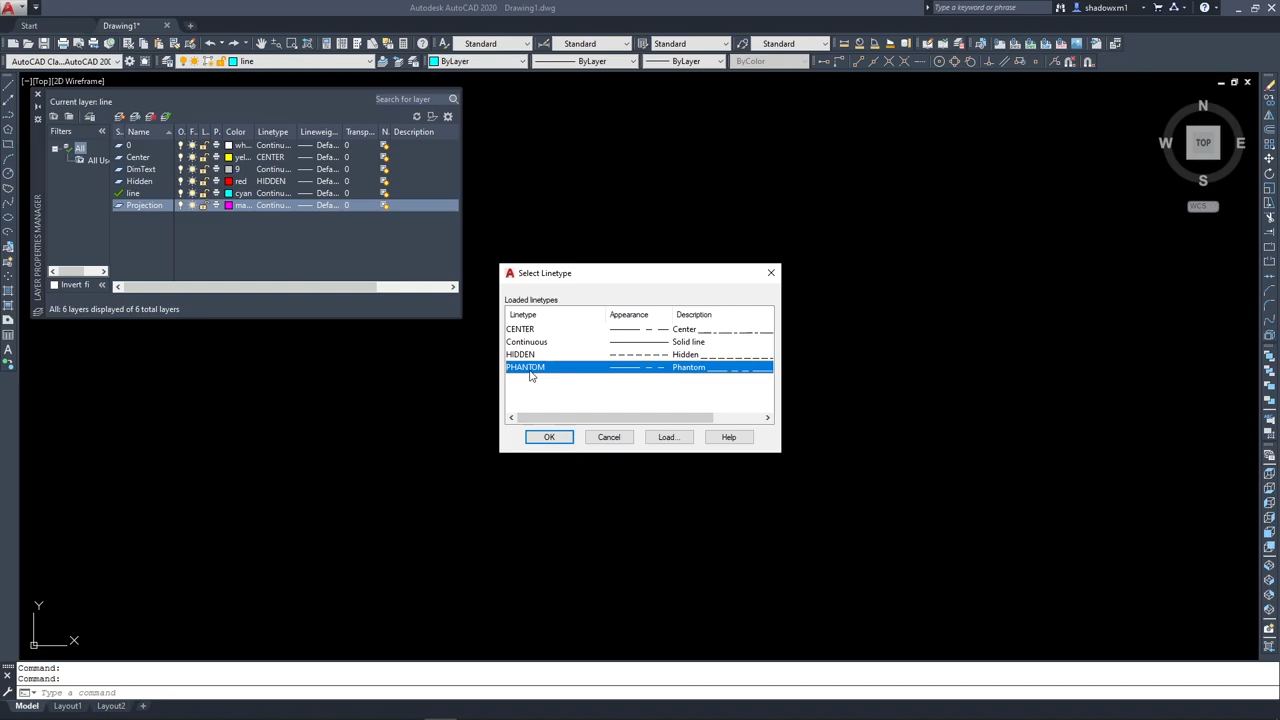 Autodesk AutoCAD 2020 Drawing1.dwg
Type a keyword or phrase
shadowxm1
Start
Drawing1*
Standard
Standard
Standard
Standard
AutoCAD Cla...AutoCAD 200
line
ByLayer
ByLayer
ByLayer
ByColor
[−][Top][2D Wireframe]
Current layer: line
Search for layer
Filters
S.. Name O. F.. L.. P.. Color Linetype Lineweig... Transp... N. Description
All
All Use
0 wh... Continu... Defa... 0
Center yel... CENTER Defa... 0
DimText 9 Continu... Defa... 0
Hidden red HIDDEN Defa... 0
line cyan Continu... Defa... 0
Projection ma... Continu... Defa... 0
Invert fi
All: 6 layers displayed of 6 total layers
LAYER PROPERTIES MANAGER
N
W
TOP
E
S
WCS
Select Linetype
Loaded linetypes
Linetype Appearance Description
CENTER Center
Continuous Solid line
HIDDEN Hidden
PHANTOM Phantom
OK
Cancel
Load...
Help
Y
X
Command:
Command:
Type a command
Model
Layout1
Layout2